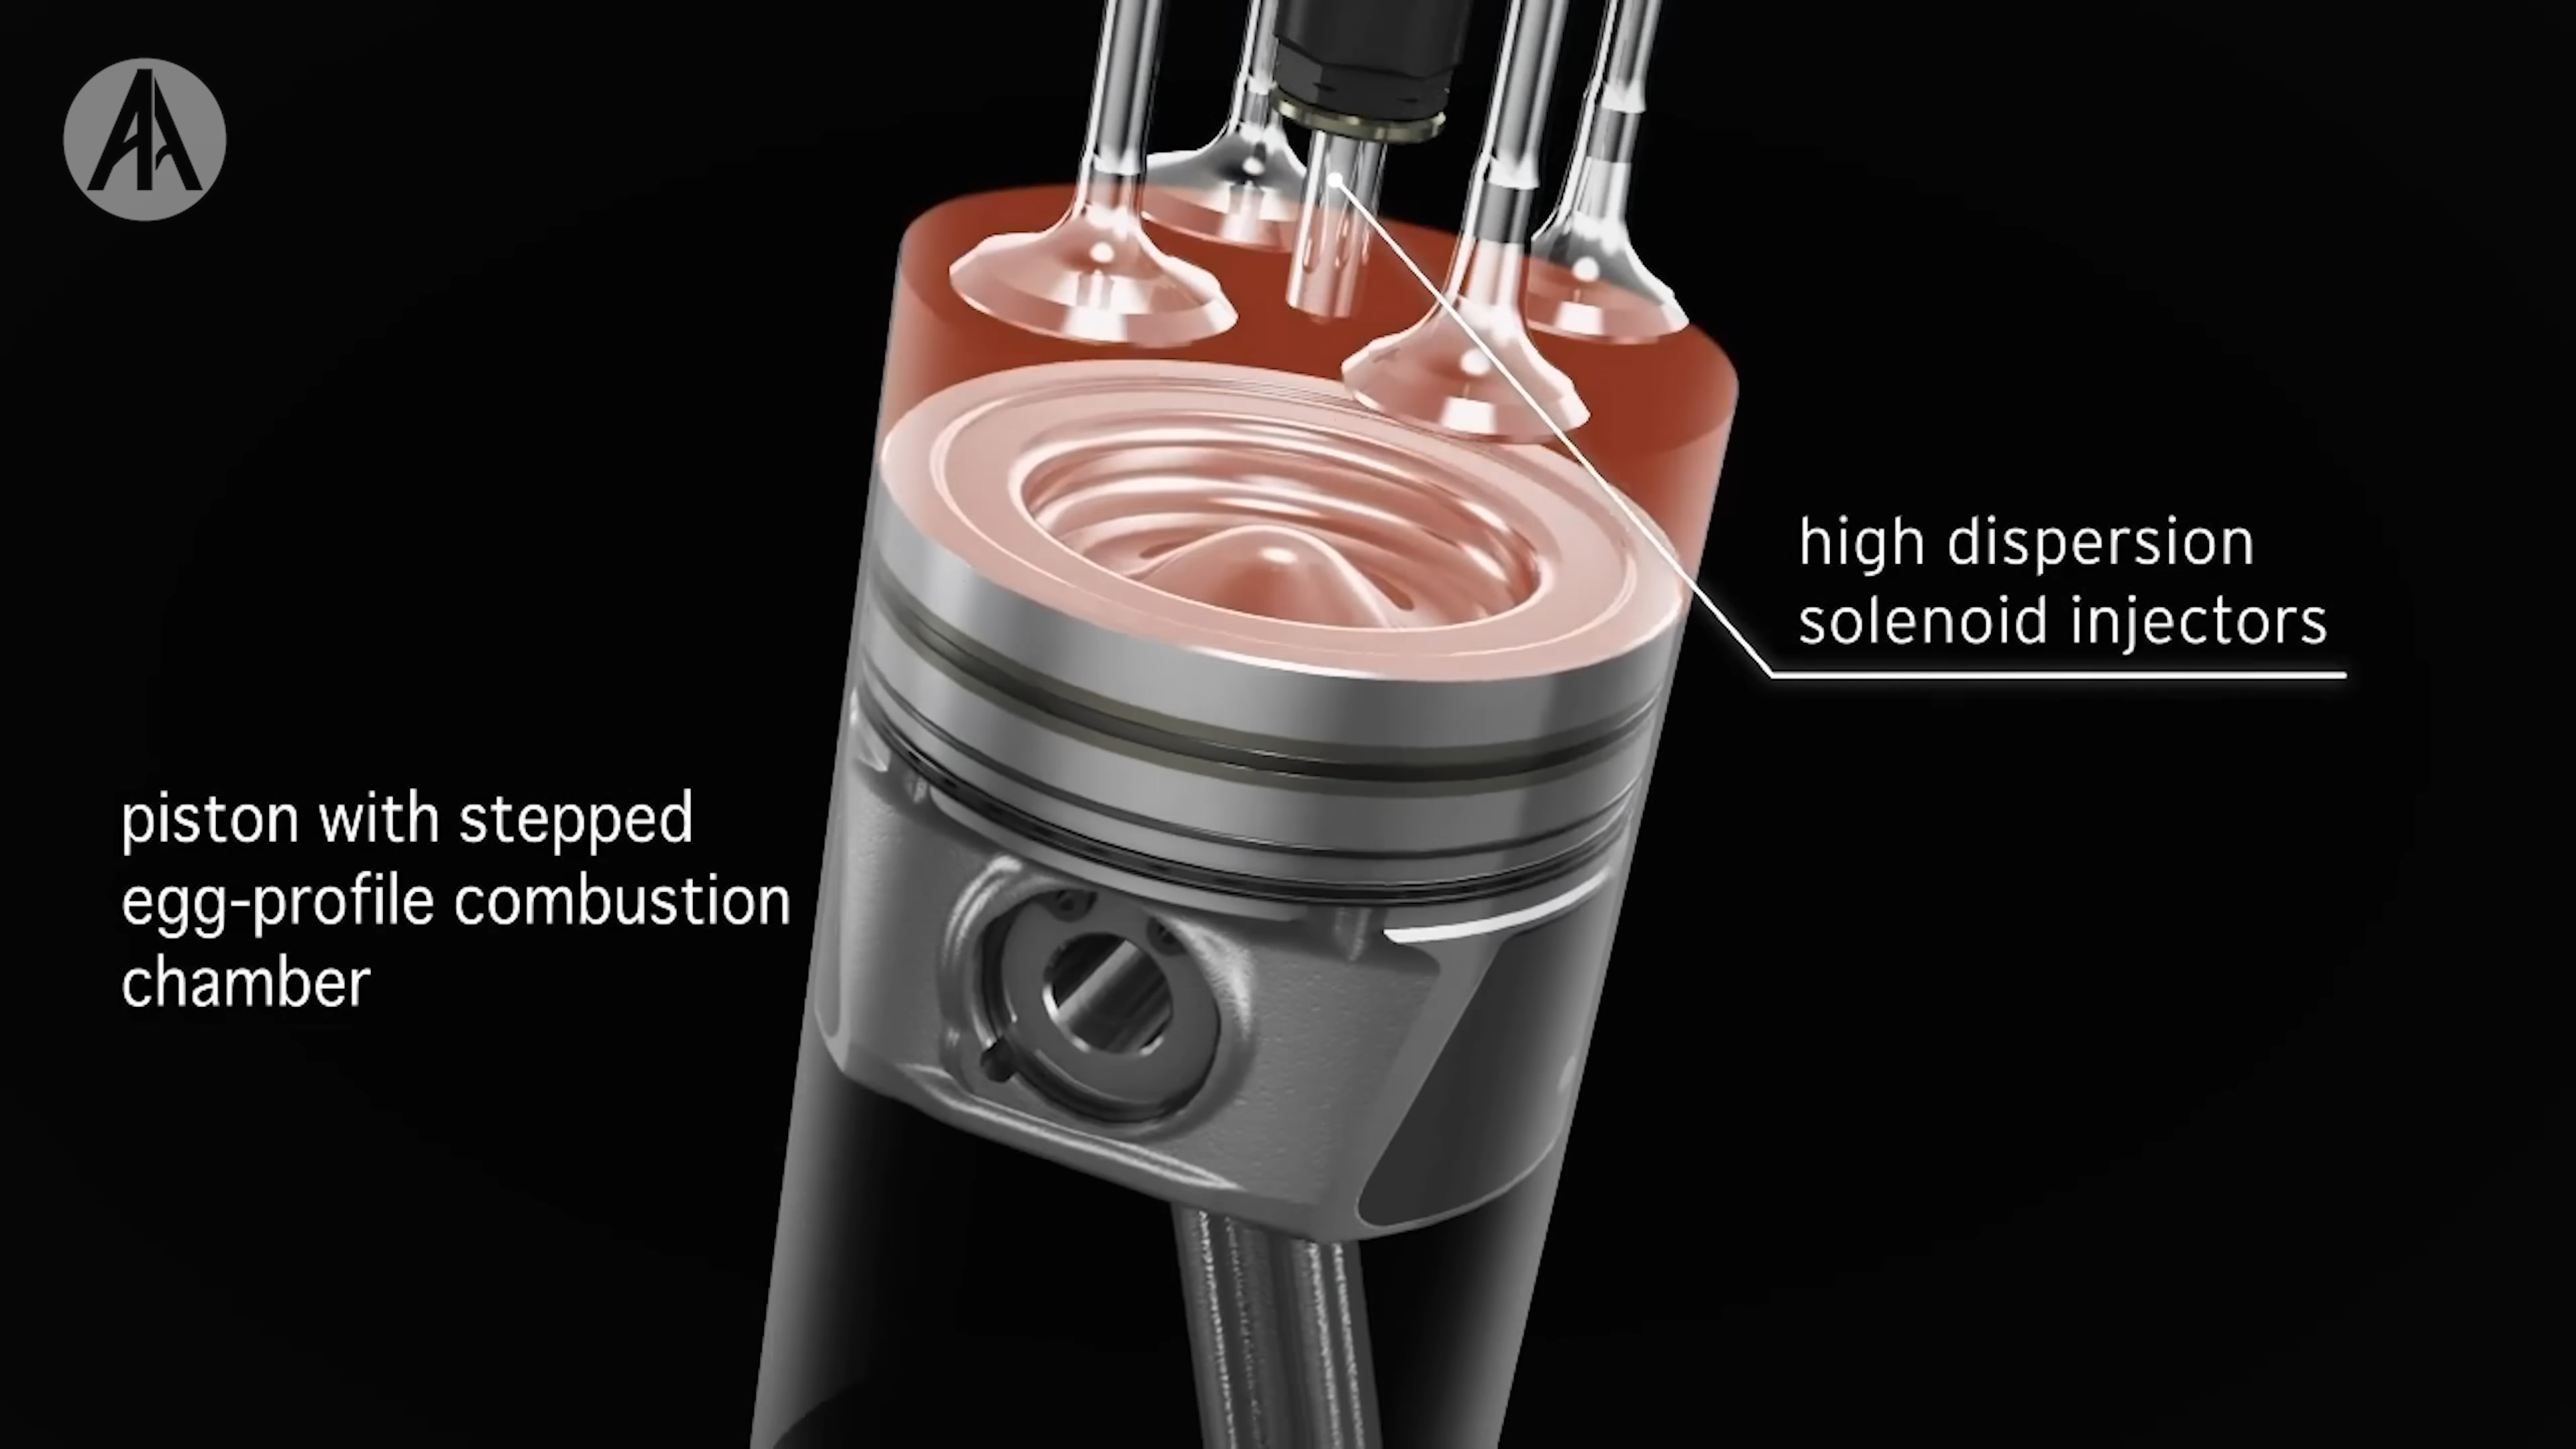 high dispersion
solenoid injectors
piston with stepped
egg-profile combustion
chamber